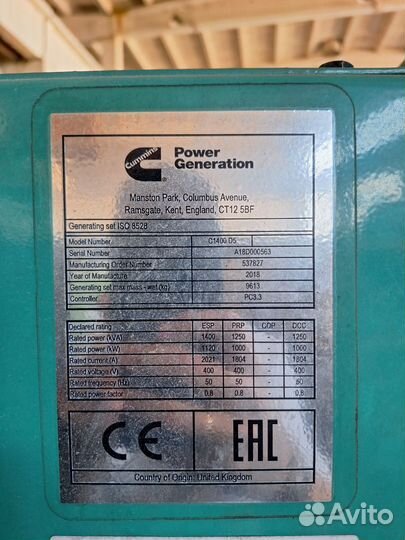 Cummins
Power
Generation
Manston Park, Columbus Avenue,
Ramsgate, Kent, England, CT12 5BF
Generating set ISO 8528
Model Number C1400 D5
Serial Number A18D000563
Manufacturing Order Number 537827
Year of Manufacture 2018
Generating set max mass - wet (kg) 9613
Controller PC3.3
Declared rating ESP PRP COP DCC
Rated power (kVA) 1400 1250 - 1250
Rated power (kW) 1120 1000 - 1000
Rated current (A) 2021 1804 - 1804
Rated voltage (V) 400 400 - 400
Rated frequency (Hz) 50 50 - 50
Rated power factor 0.8 0.8 - 0.8
CE EAC
Country of Origin: United Kingdom
Avito